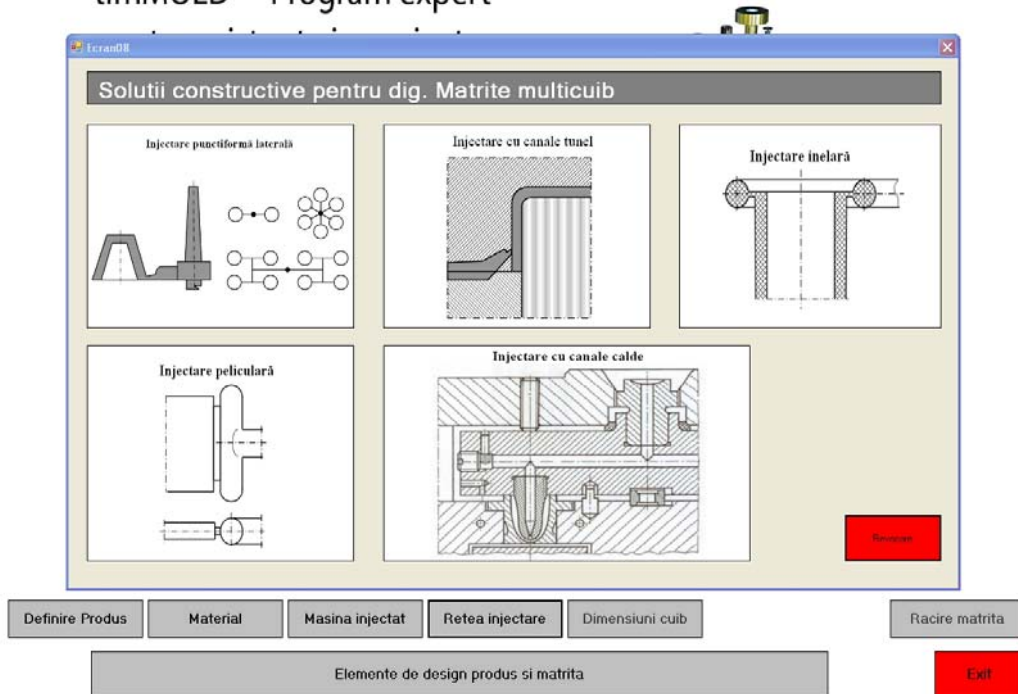 timMOLD - Program expert
EcranD8
Solutii constructive pentru dig. Matrite multicuib
Injectare punctiformă laterală
Injectare cu canale tunel
Injectare inelară
Injectare peliculară
Injectare cu canale calde
Definire Produs
Material
Masina injectat
Retea injectare
Dimensiuni cuib
Racire matrita
Elemente de design produs si matrita
Exit